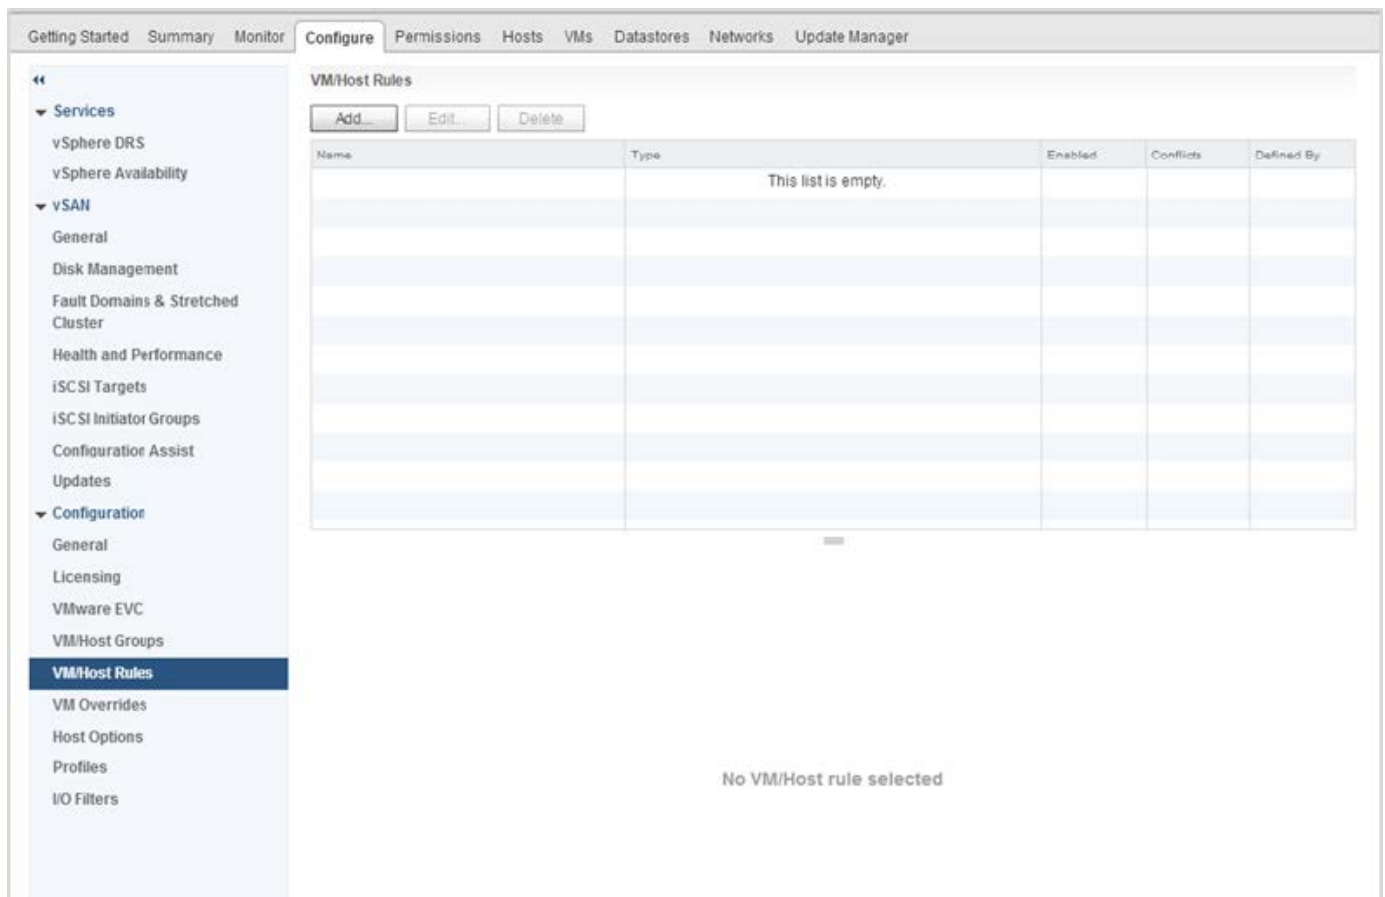 Getting Started Summary Monitor Configure Permissions Hosts VMs Datastores Networks Update Manager
Services
vSphere DRS
vSphere Availability
vSAN
General
Disk Management
Fault Domains & Stretched
Cluster
Health and Performance
iSCSI Targets
iSCSI Initiator Groups
Configuration Assist
Updates
Configuration
General
Licensing
VMware EVC
VM/Host Groups
VM/Host Rules
VM Overrides
Host Options
Profiles
I/O Filters
VM/Host Rules
Add... Edit... Delete
Name Type Enabled Conflicts Defined By
This list is empty.
No VM/Host rule selected